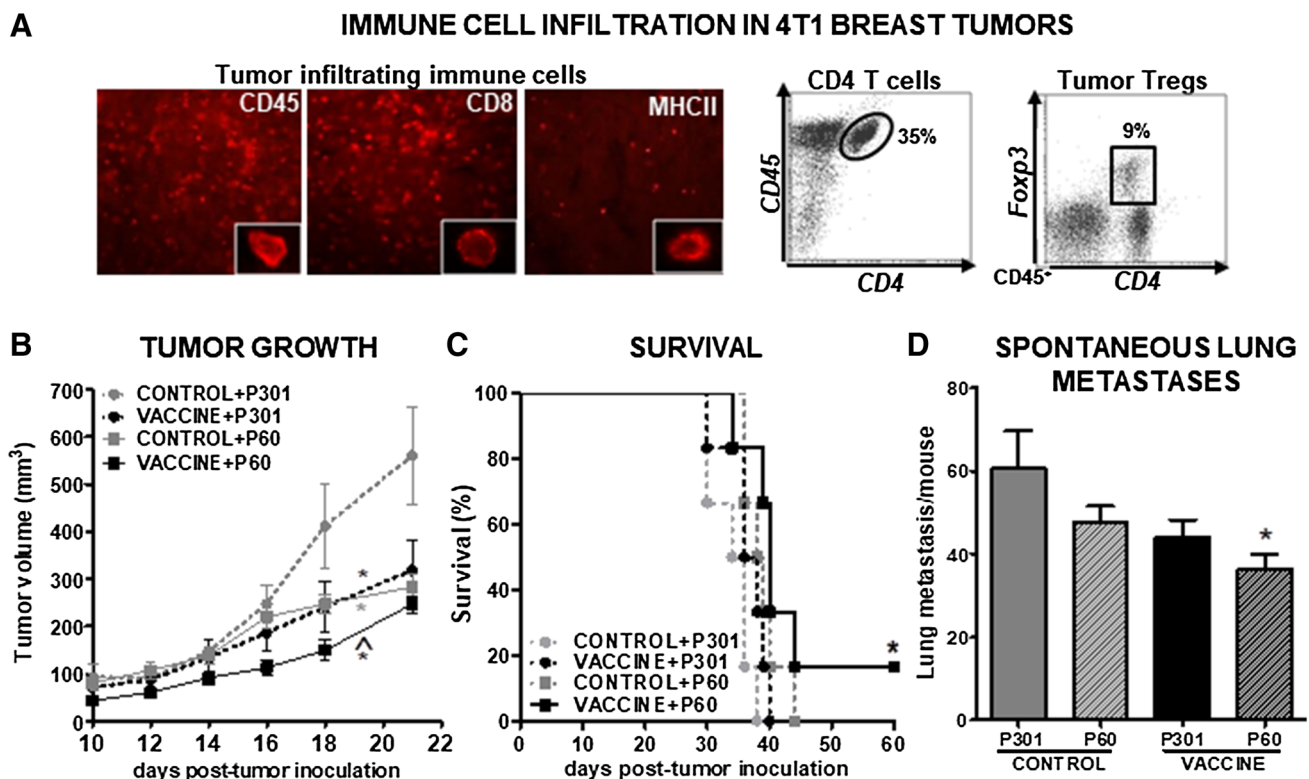 A
IMMUNE CELL INFILTRATION IN 4T1 BREAST TUMORS
Tumor infiltrating immune cells
CD45
CD8
MHCII
CD4 T cells
35%
CD45
CD4
Tumor Tregs
9%
Foxp3
CD45+
CD4
B
TUMOR GROWTH
CONTROL+P301
VACCINE+P301
CONTROL+P60
VACCINE+P60
Tumor volume (mm3)
700
600
500
400
300
200
100
0
*
*
^
*
10 12 14 16 18 20 22
days post-tumor inoculation
C
SURVIVAL
Survival (%)
100
80
60
40
20
0
CONTROL+P301
VACCINE+P301
CONTROL+P60
VACCINE+P60
*
0 10 20 30 40 50 60
days post-tumor inoculation
D
SPONTANEOUS LUNG
METASTASES
Lung metastasis/mouse
80
60
40
20
0
*
P301 P60 P301 P60
CONTROL VACCINE